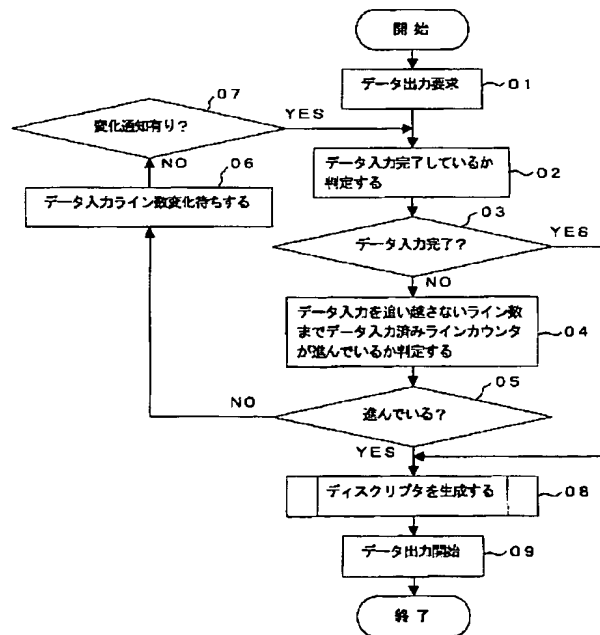 開 始
データ出力要求
01
07
変化通知有り?
YES
NO
06
データ入力ライン数変化待ちする
データ入力完了しているか
判定する
02
03
データ入力完了?
YES
NO
データ入力を追い越さないライン数
までデータ入力済みラインカウンタ
が進んでいるか判定する
04
05
進んでいる?
NO
YES
ディスクリプタを生成する
08
データ出力開始
09
終 了